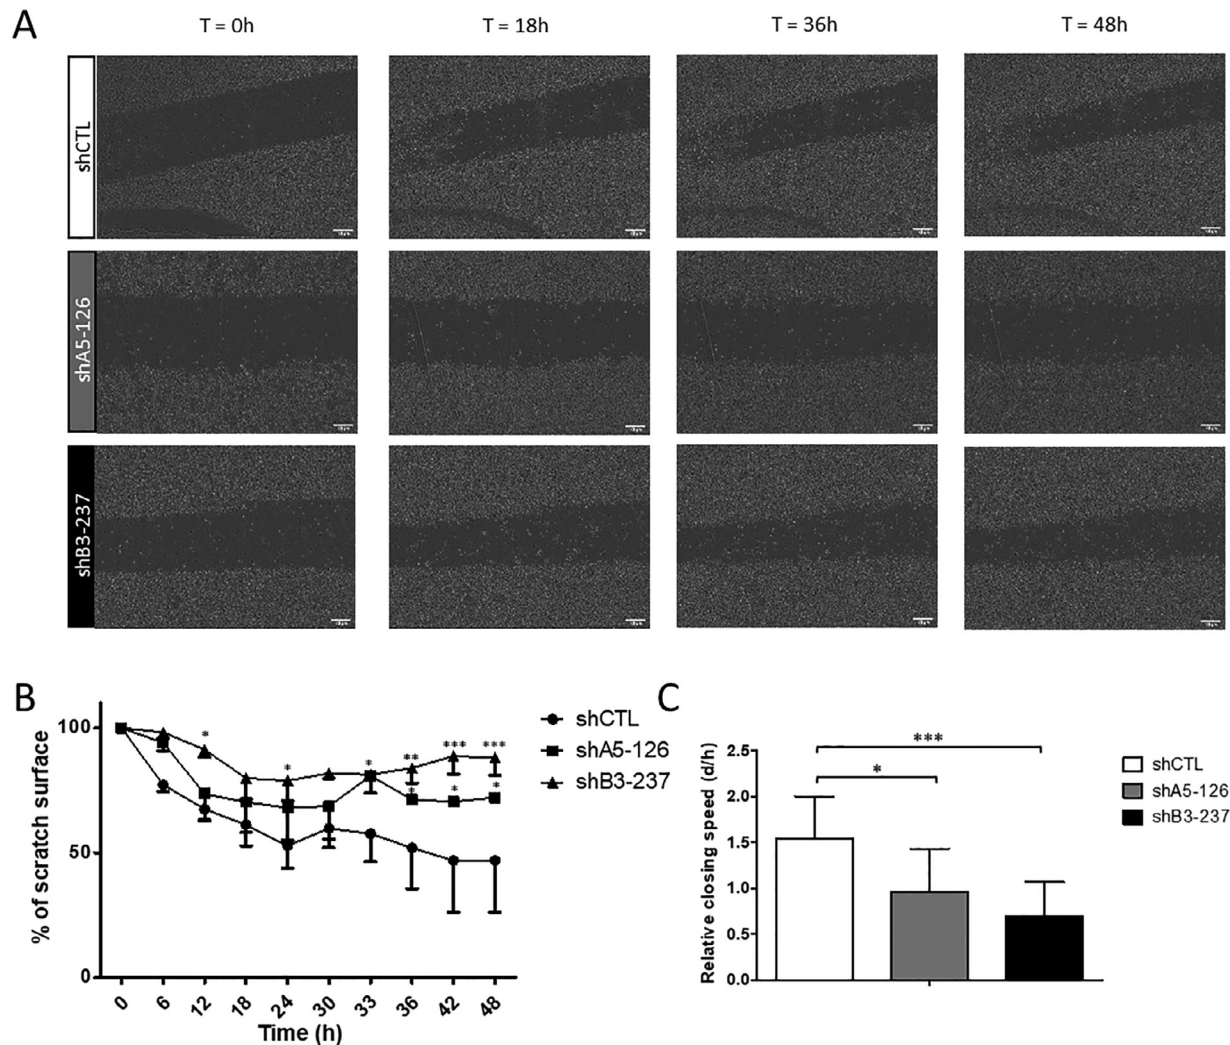 A
T = 0h
T = 18h
T = 36h
T = 48h
shCTL
shA5-126
shB3-237
B
% of scratch surface
100
50
0
* * * ** *** ***
* * *
0 6 12 18 24 30 33 36 42 48
Time (h)
shCTL
shA5-126
shB3-237
C
Relative closing speed (d/h)
2.5
2.0
1.5
1.0
0.5
0.0
***
*
shCTL
shA5-126
shB3-237